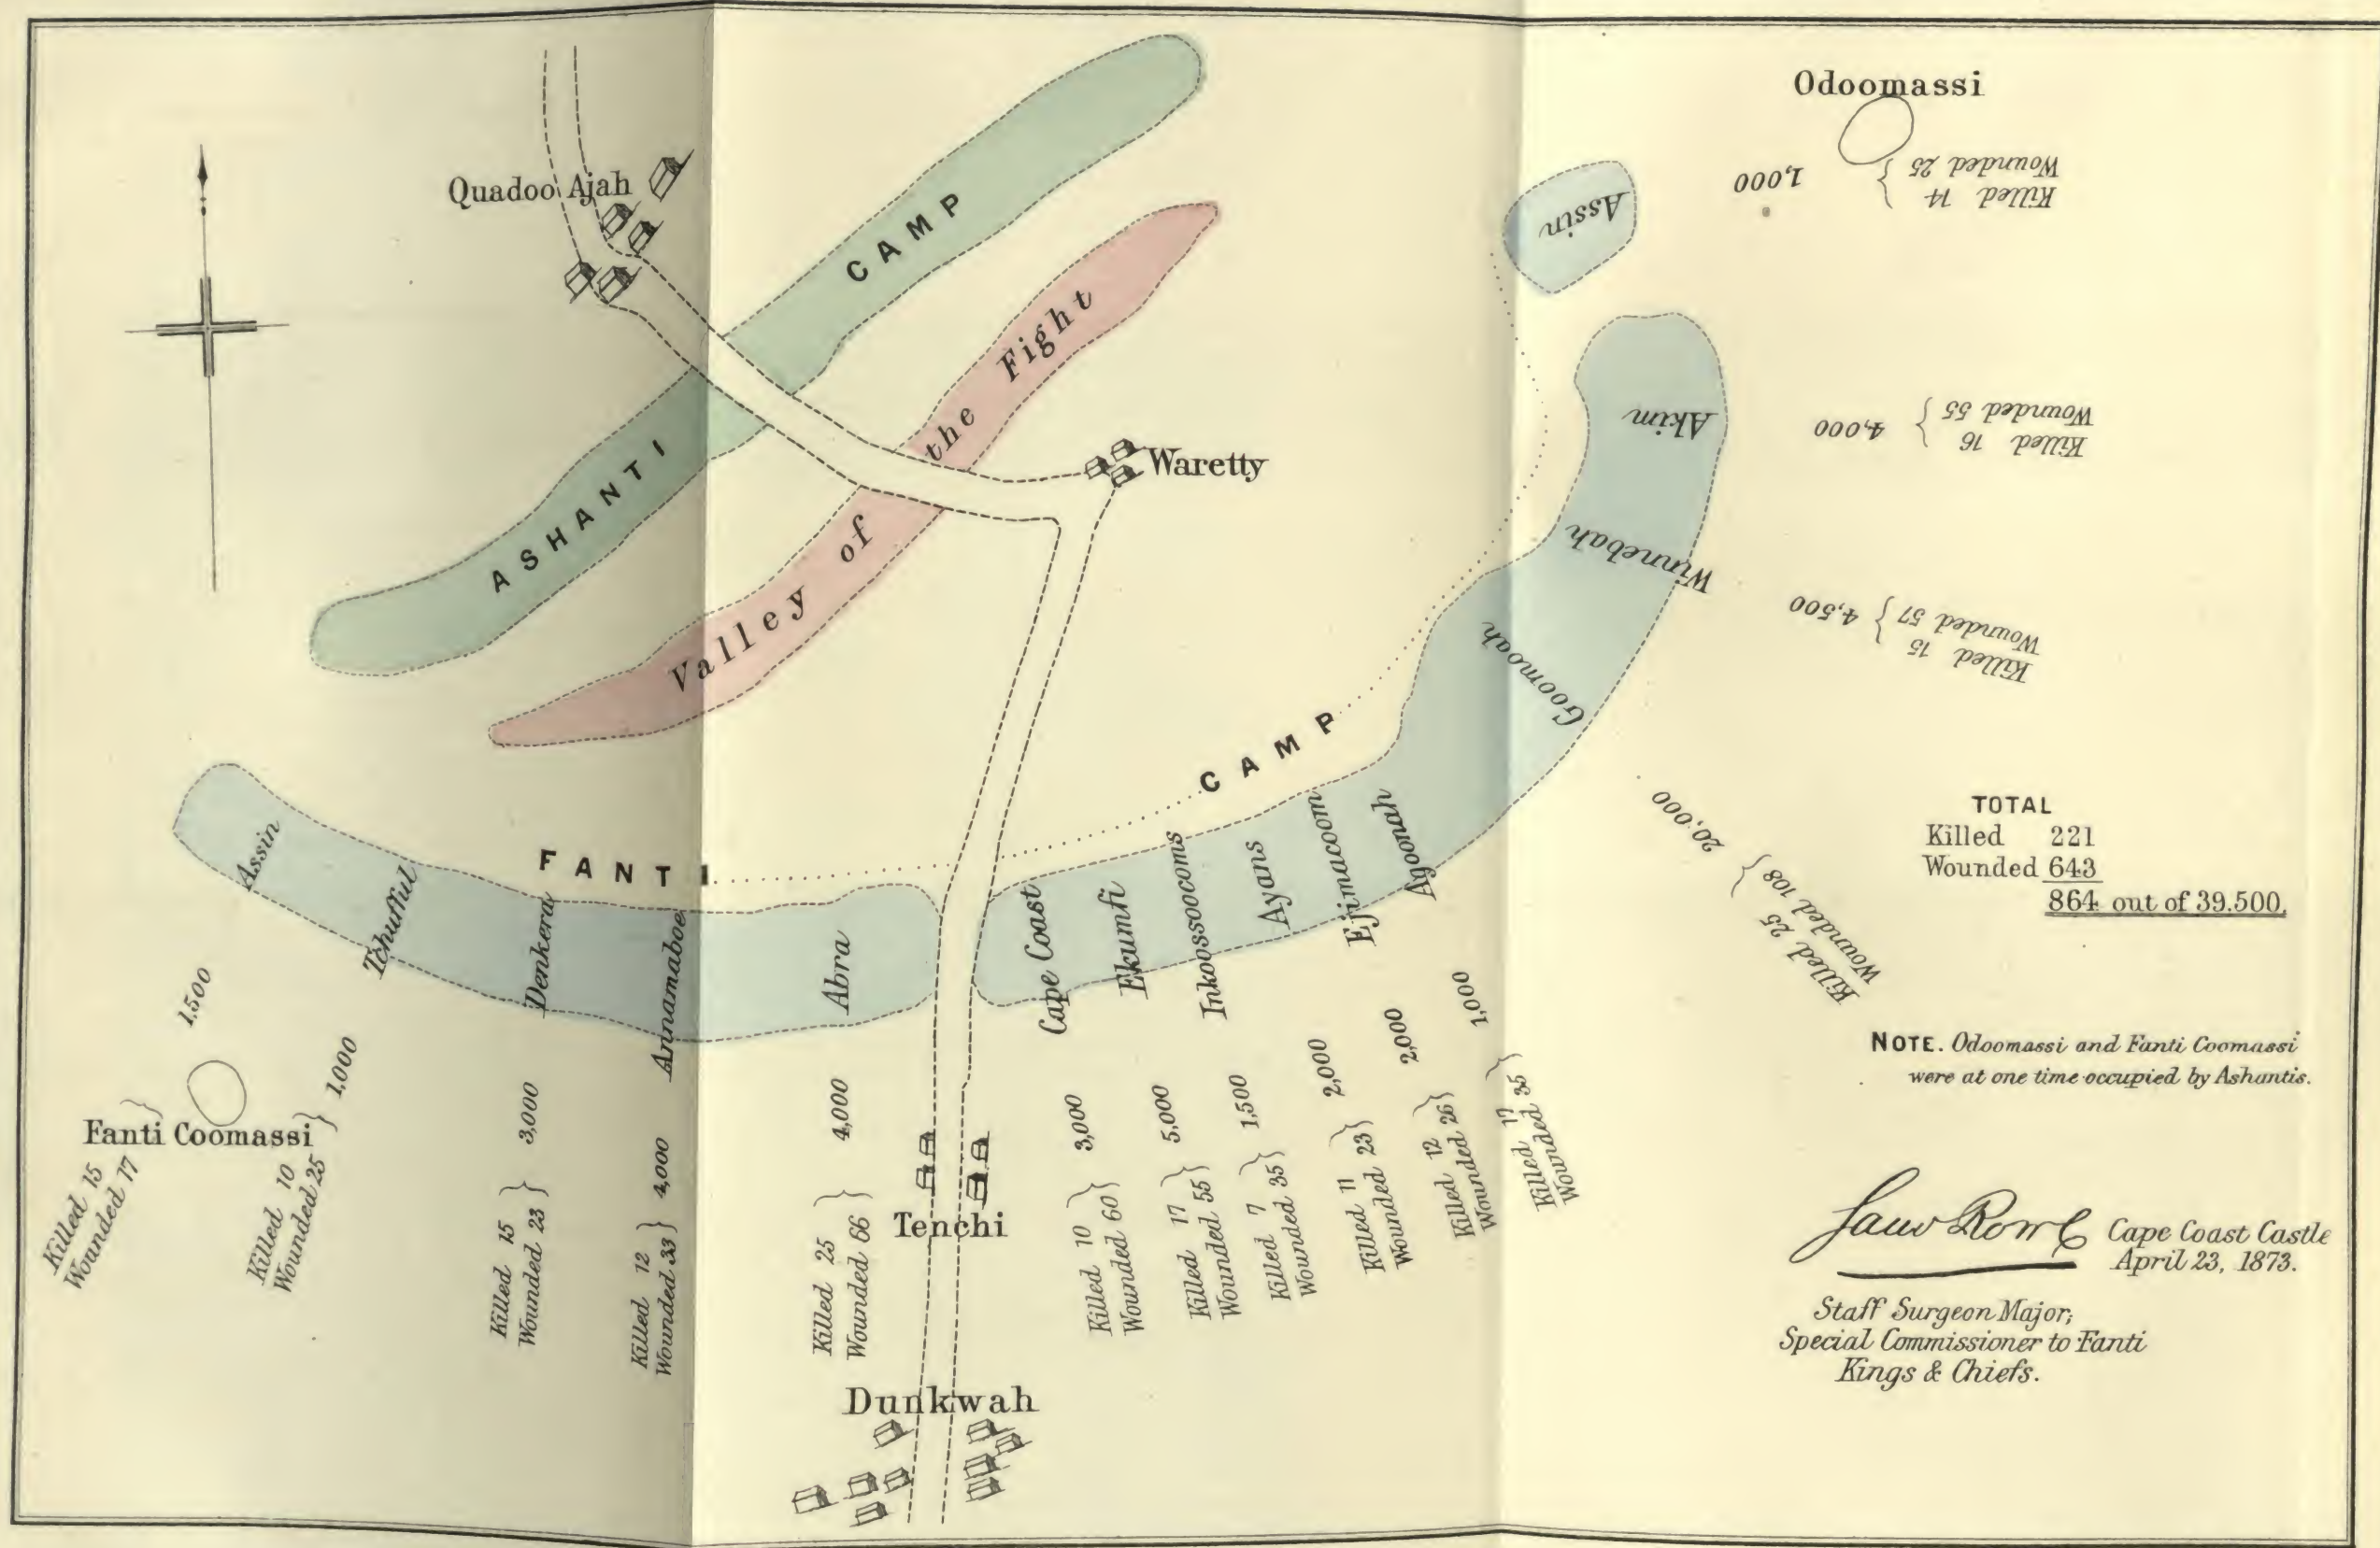 Odoomassi
1,000
Killed 14
Wounded 25
Quadoo Ajah
CAMP
Assin
ASHANTI
Valley of the Fight
Waretty
Akim
4,000
Killed 16
Wounded 55
Winnebah
4,500
Killed 15
Wounded 57
Goomoah
20,000
Killed 25
Wounded 108
FANTI CAMP
Assin
Tchufful
Denkera
Annamaboe
Abra
Cape Coast
Ekumfi
Inkoossocoms
Ayans
Ejimacoom
Agoonah
1,500
Killed 15
Wounded 17
Fanti Coomassi
1,000
Killed 10
Wounded 25
3,000
Killed 15
Wounded 23
4,000
Killed 12
Wounded 33
4,000
Killed 25
Wounded 66
3,000
Killed 10
Wounded 60
5,000
Killed 17
Wounded 55
1,500
Killed 7
Wounded 35
2,000
Killed 11
Wounded 23
2,000
Killed 12
Wounded 26
1,000
Killed 17
Wounded 35
Tenchi
Dunkwah
TOTAL
Killed 221
Wounded 643
864 out of 39.500.
NOTE. Odoomassi and Fanti Coomassi
were at one time occupied by Ashantis.
Rowe Cape Coast Castle
April 23, 1873.
Staff Surgeon Major;
Special Commissioner to Fanti
Kings & Chiefs.